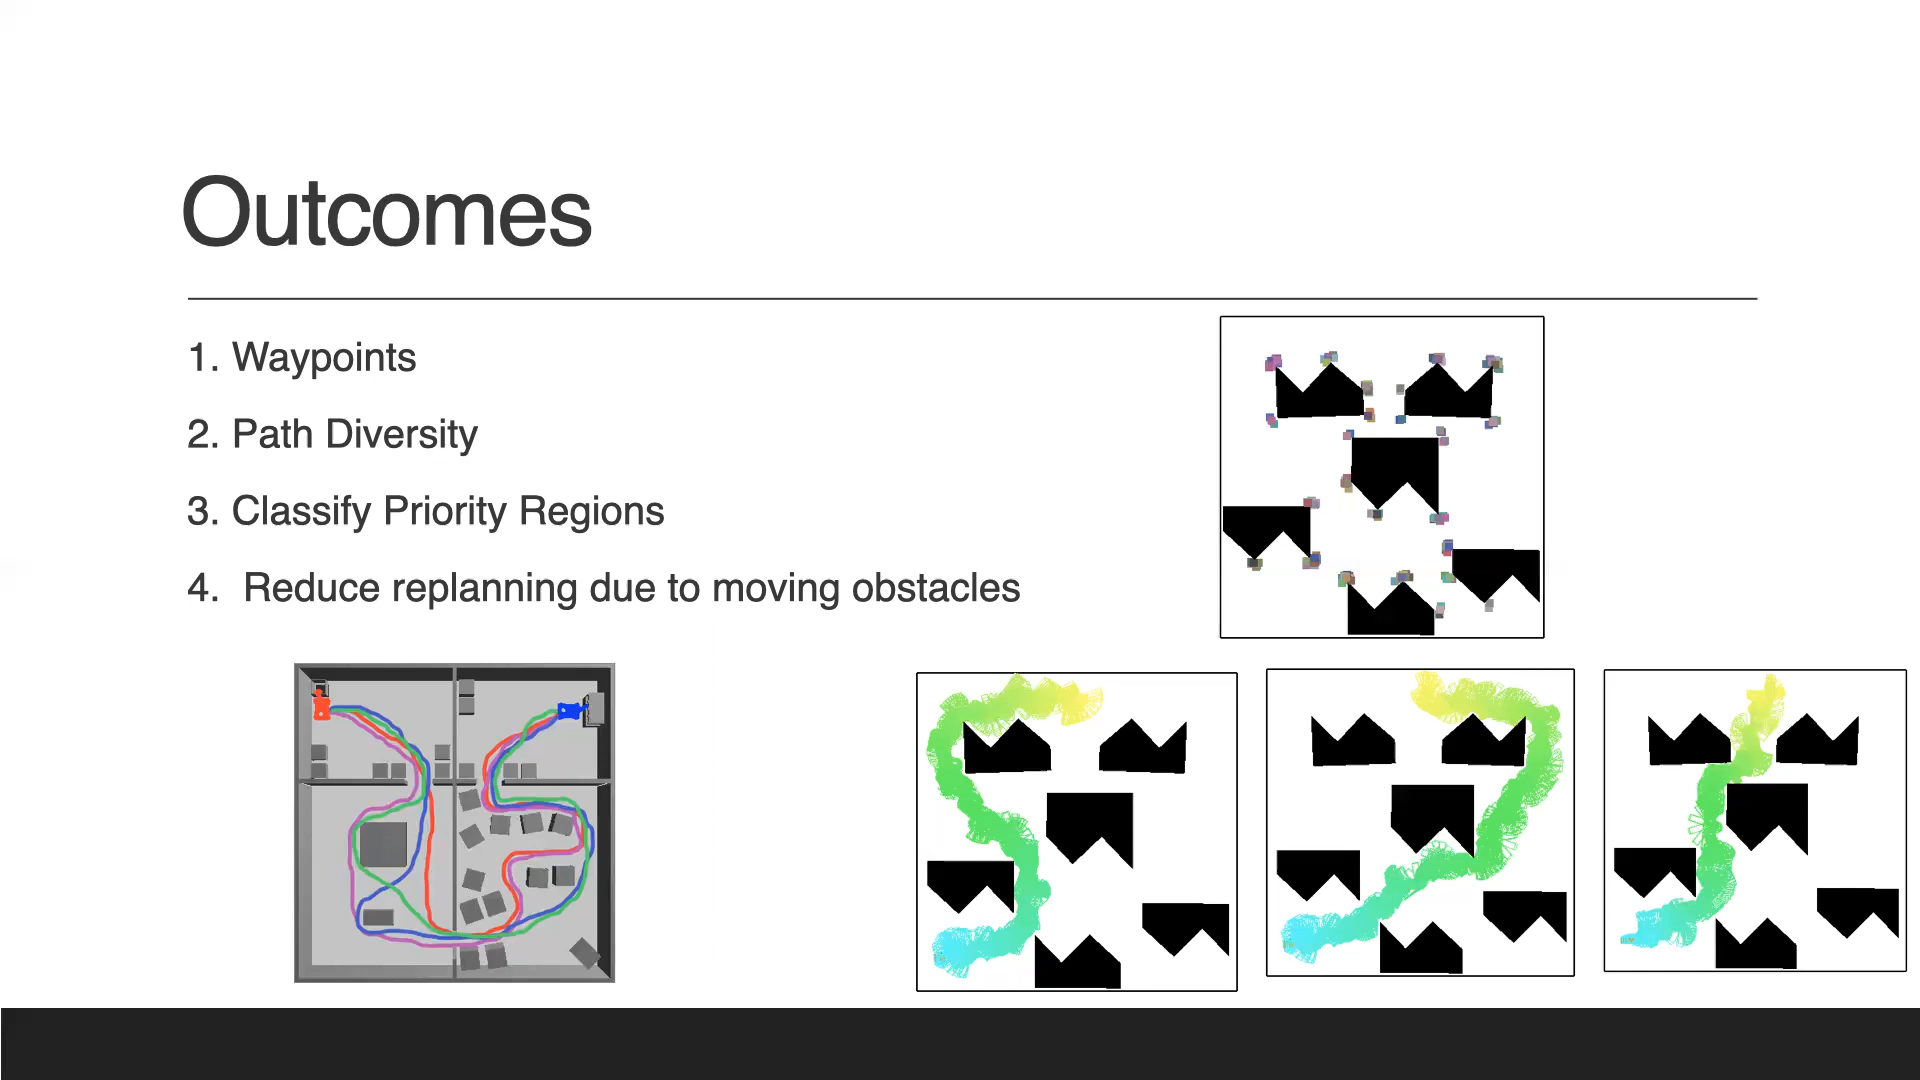 Outcomes
1. Waypoints
2. Path Diversity
3. Classify Priority Regions
4. Reduce replanning due to moving obstacles